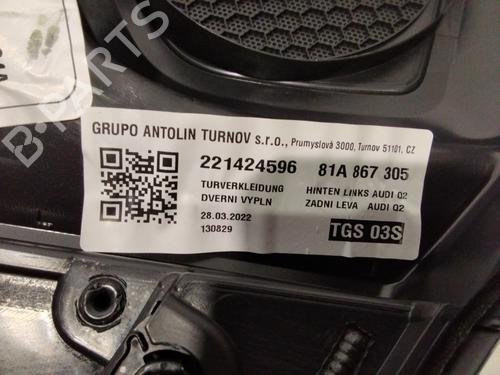 B-PARTS
GRUPO ANTOLIN TURNOV s.r.o., Prumyslová 3000, Turnov 51101, CZ
221424596 81A 867 305
TURVERKLEIDUNG HINTEN LINKS AUDI Q2
DVERNI VYPLN ZADNI LEVA AUDI Q2
28.03.2022
130829 TGS 03S